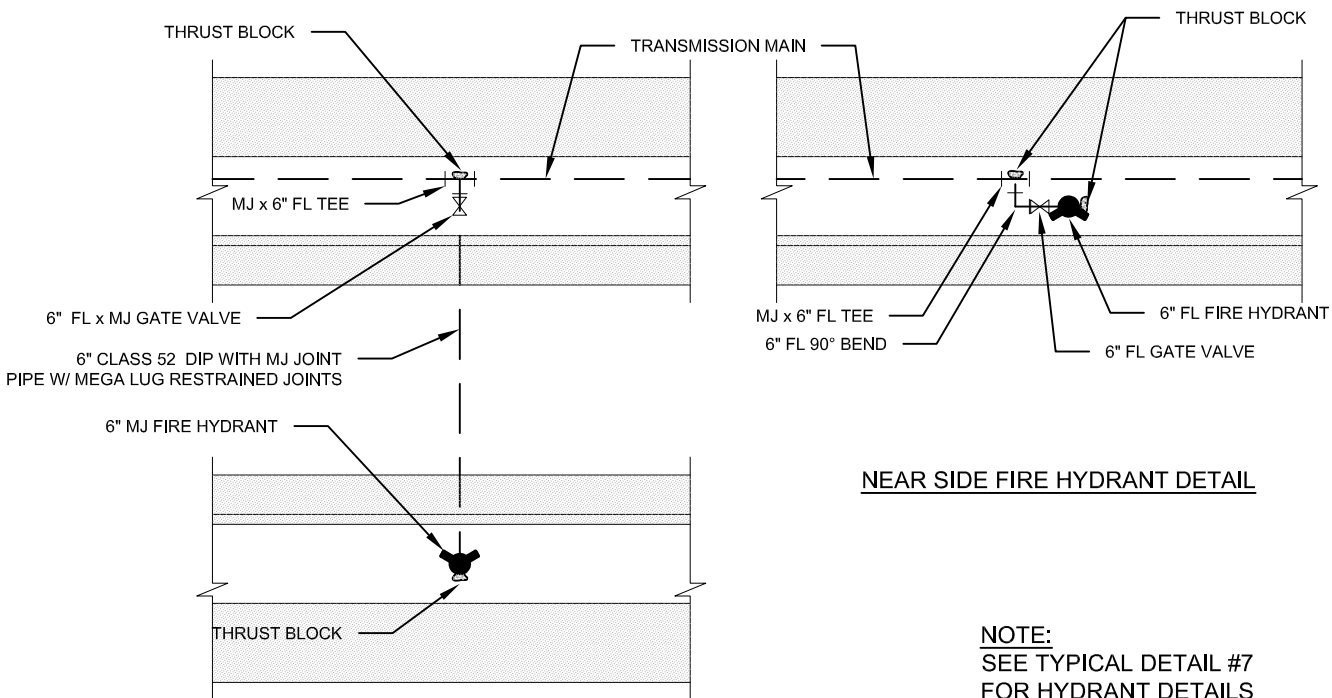 THRUST BLOCK
TRANSMISSION MAIN
THRUST BLOCK
MJ x 6" FL TEE
6" FL x MJ GATE VALVE
6" CLASS 52 DIP WITH MJ JOINT
PIPE W/ MEGA LUG RESTRAINED JOINTS
6" MJ FIRE HYDRANT
THRUST BLOCK
MJ x 6" FL TEE
6" FL 90° BEND
6" FL FIRE HYDRANT
6" FL GATE VALVE
NEAR SIDE FIRE HYDRANT DETAIL
NOTE:
SEE TYPICAL DETAIL #7
FOR HYDRANT DETAILS